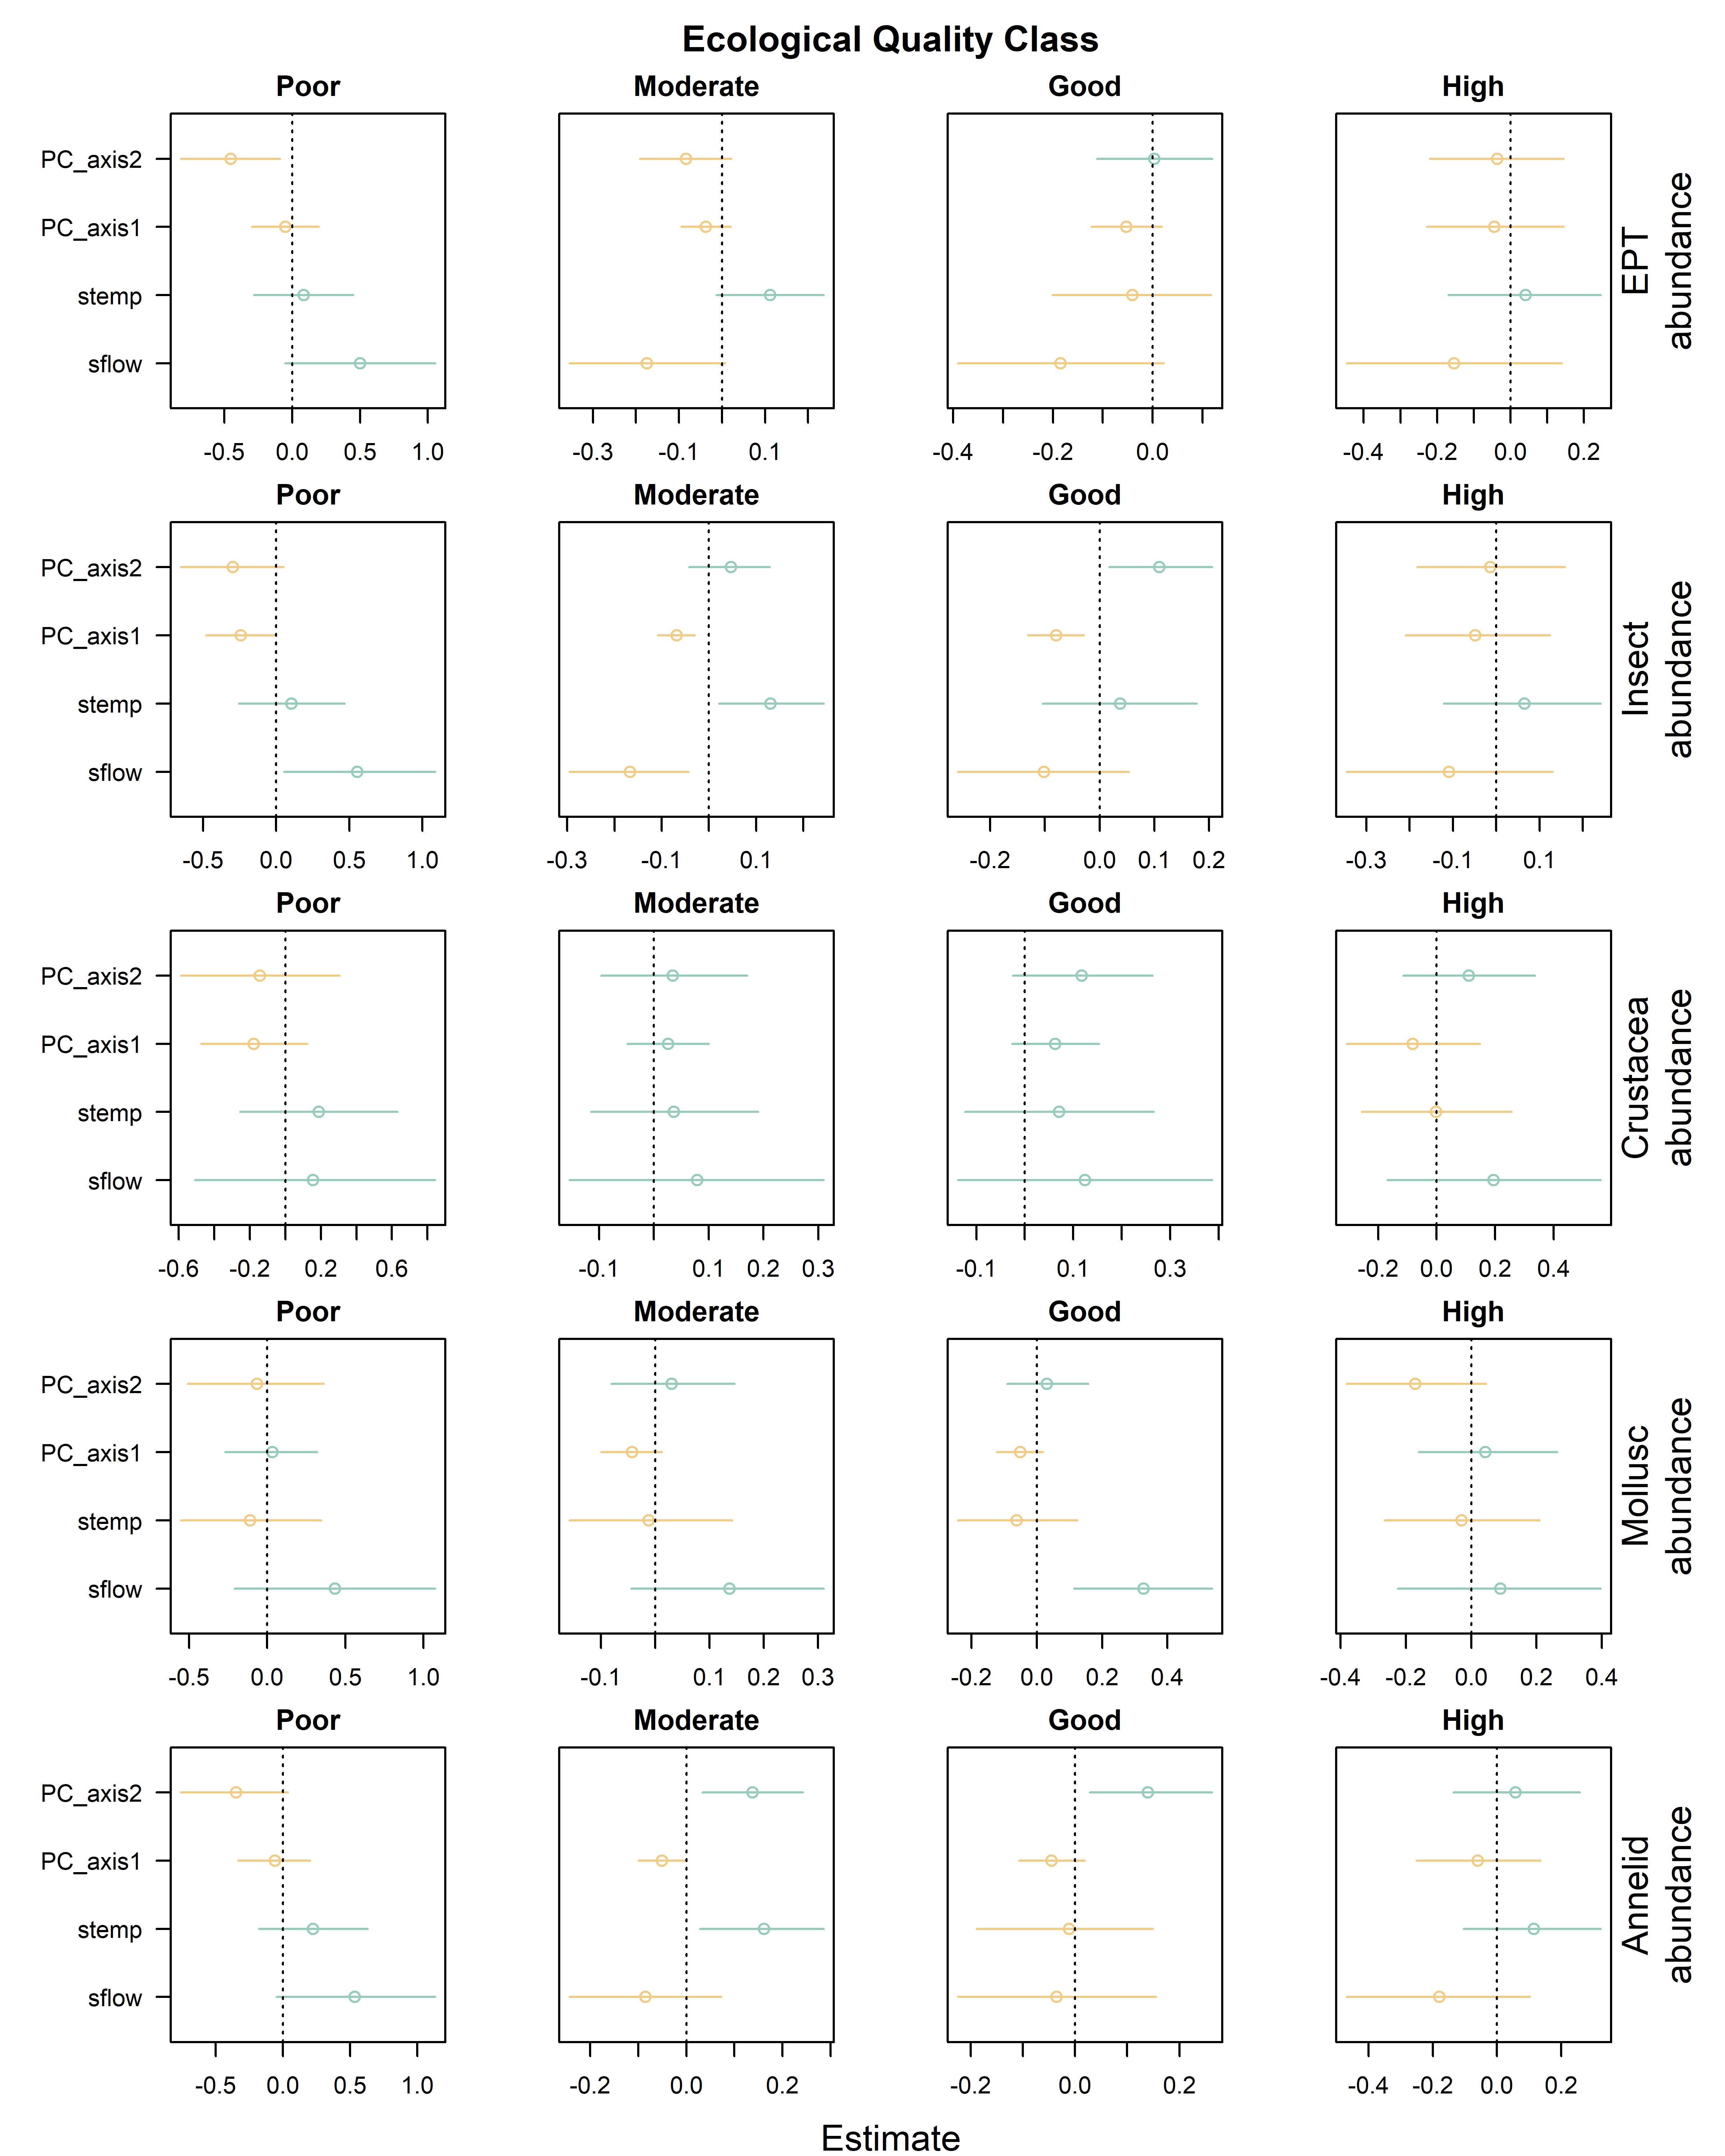 Ecological Quality Class
Poor Moderate Good High
PC_axis2
PC_axis1
stemp
sflow
-0.5 0.0 0.5 1.0 -0.3 -0.1 0.1 -0.4 -0.2 0.0 -0.4 -0.2 0.0 0.2
EPT
abundance
Poor Moderate Good High
PC_axis2
PC_axis1
stemp
sflow
-0.5 0.0 0.5 1.0 -0.3 -0.1 0.1 -0.2 0.0 0.1 0.2 -0.3 -0.1 0.1
Insect
abundance
Poor Moderate Good High
PC_axis2
PC_axis1
stemp
sflow
-0.6 -0.2 0.2 0.6 -0.1 0.1 0.2 0.3 -0.1 0.1 0.3 -0.2 0.0 0.2 0.4
Crustacea
abundance
Poor Moderate Good High
PC_axis2
PC_axis1
stemp
sflow
-0.5 0.0 0.5 1.0 -0.1 0.1 0.2 0.3 -0.2 0.0 0.2 0.4 -0.4 -0.2 0.0 0.2 0.4
Mollusc
abundance
Poor Moderate Good High
PC_axis2
PC_axis1
stemp
sflow
-0.5 0.0 0.5 1.0 -0.2 0.0 0.2 -0.2 0.0 0.2 -0.4 -0.2 0.0 0.2
Annelid
abundance
Estimate